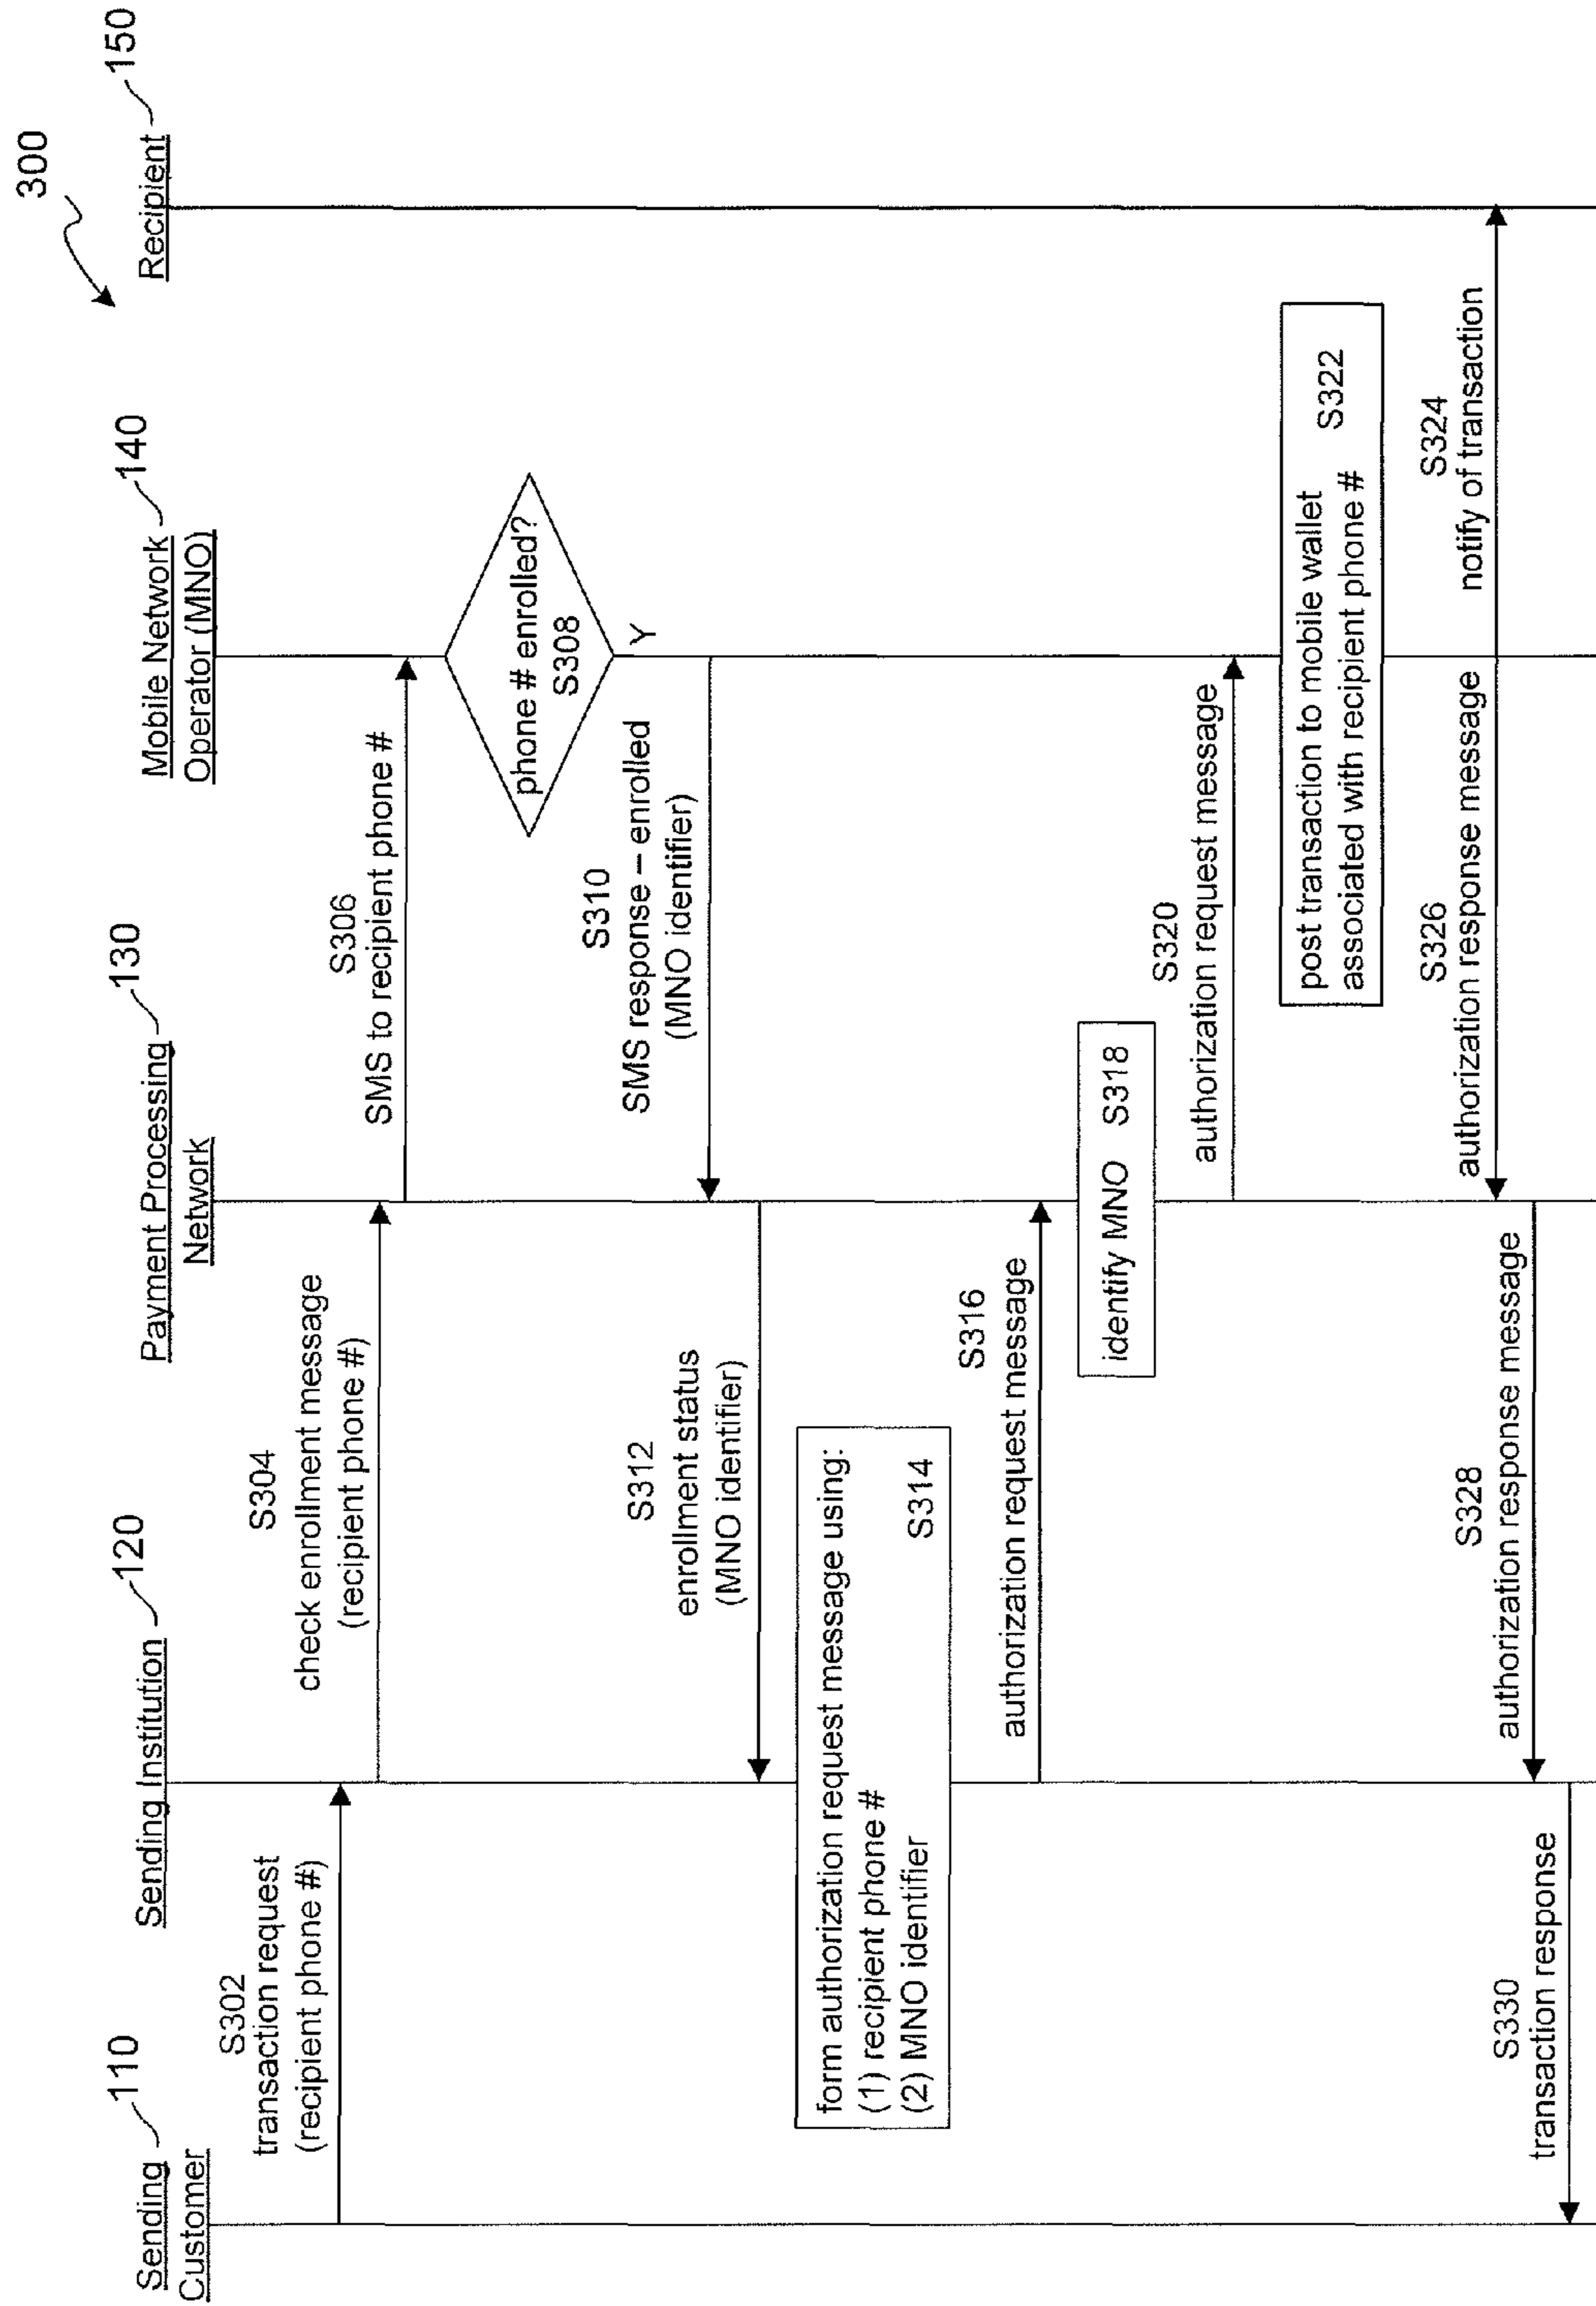 300
Sending
Customer
110
Sending Institution
120
Payment Processing
Network
130
Mobile Network
Operator (MNO)
140
Recipient
150
S302
transaction request
(recipient phone #)
S304
check enrollment message
(recipient phone #)
S306
SMS to recipient phone #
phone # enrolled?
S308
Y
S310
SMS response – enrolled
(MNO identifier)
S312
enrollment status
(MNO identifier)
form authorization request message using:
(1) recipient phone #
(2) MNO identifier
S314
S316
authorization request message
identify MNO S318
S320
authorization request message
post transaction to mobile wallet
associated with recipient phone #
S322
S324
notify of transaction
S326
authorization response message
S328
authorization response message
S330
transaction response